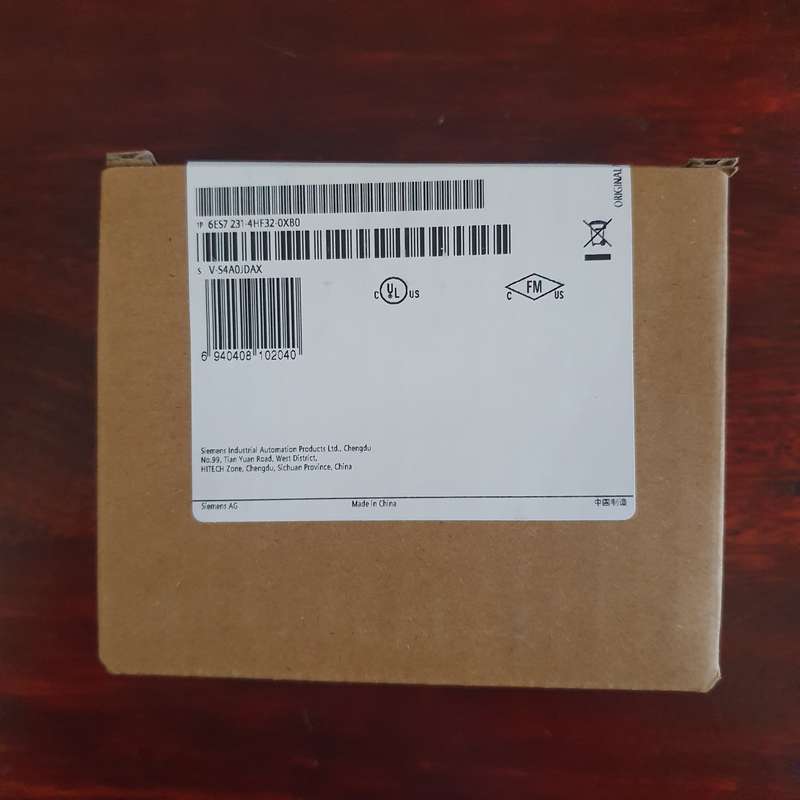 ORIGINAL
1P 6ES7 231-4HF32-0XB0
S V-S4A0JDAX
C UL US
C FM US
6 940408 102040
Siemens Industrial Automation Products Ltd., Chengdu
No.99, Tian Yuan Road, West District,
HITECH Zone, Chengdu, Sichuan Province, China
Siemens AG Made in China 中国制造